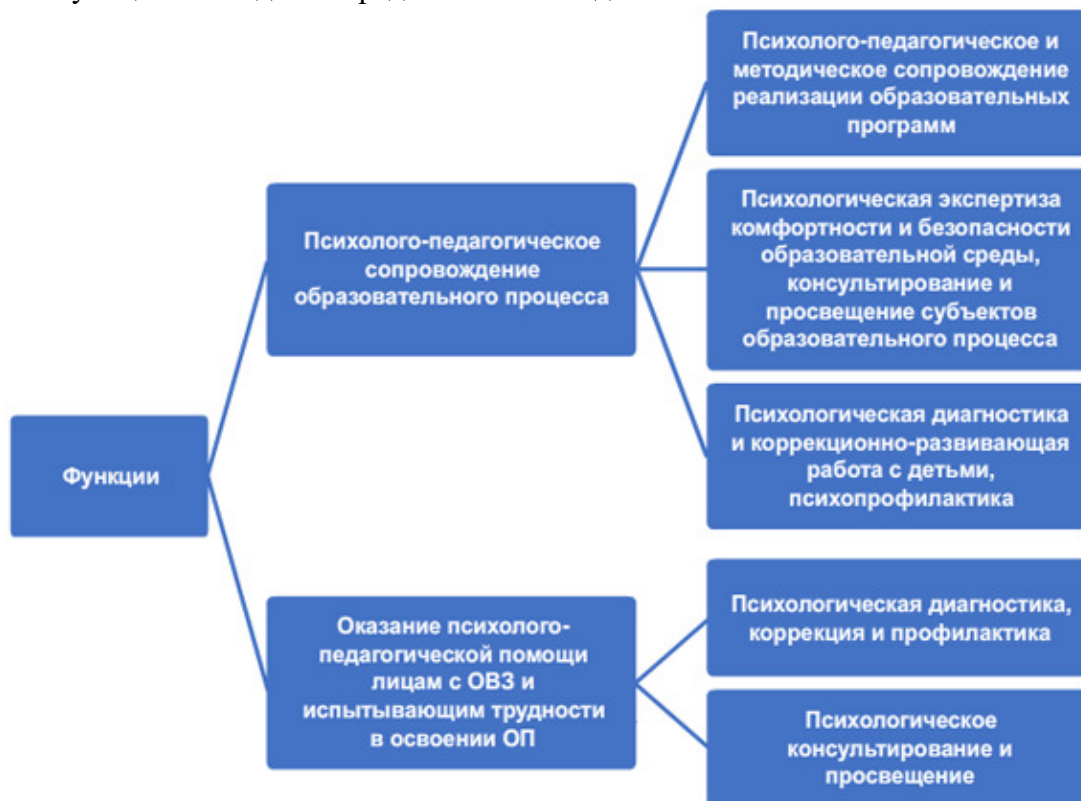 Психолого-педагогическое и
методическое сопровождение
реализации образовательных
программ
Психолого-педагогическое
сопровождение
образовательного процесса
Психологическая экспертиза
комфортности и безопасности
образовательной среды,
консультирование и
просвещение субъектов
образовательного процесса
Психологическая диагностика
и коррекционно-развивающая
работа с детьми,
психопрофилактика
Функции
Оказание психолого-
педагогической помощи
лицам с ОВЗ и
испытывающим трудности
в освоении ОП
Психологическая диагностика,
коррекция и профилактика
Психологическое
консультирование и
просвещение